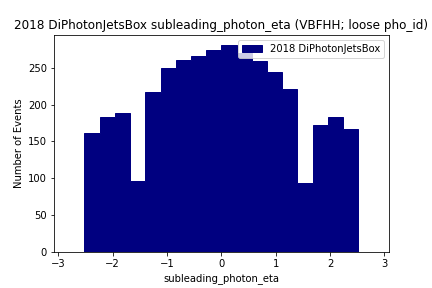 2018 DiPhotonJetsBox subleading_photon_eta (VBFHH; loose pho_id)
2018 DiPhotonJetsBox
Number of Events
250
200
150
100
50
0
−3 −2 −1 0 1 2 3
subleading_photon_eta